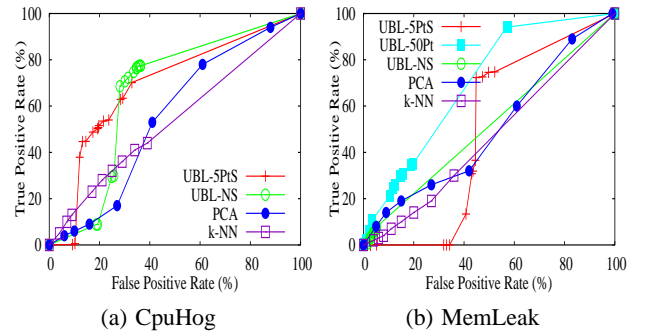 True Positive Rate (%)
100
80
60
40
20
0
UBL-5PtS
UBL-NS
PCA
k-NN
0 20 40 60 80 100
False Positive Rate (%)
(a) CpuHog
True Positive Rate (%)
100
80
60
40
20
0
UBL-5PtS
UBL-50Pt
UBL-NS
PCA
k-NN
0 20 40 60 80 100
False Positive Rate (%)
(b) MemLeak